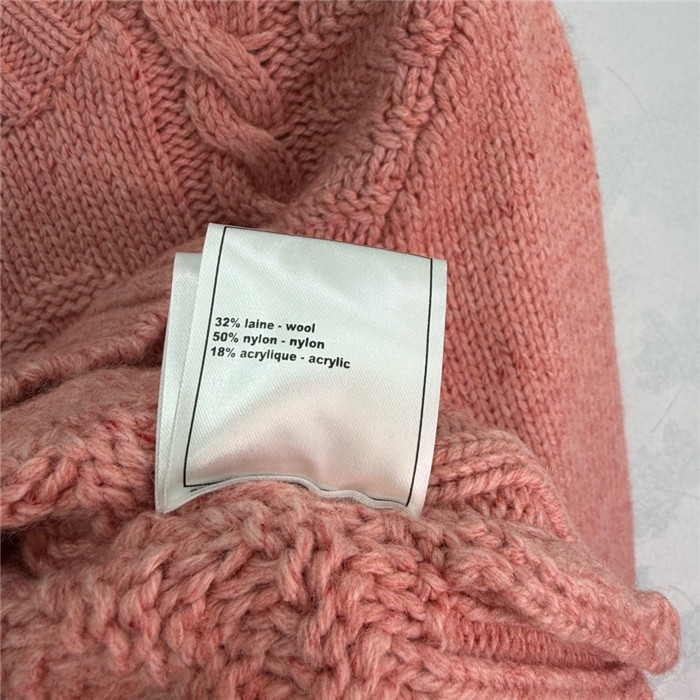 32% laine - wool
50% nylon - nylon
18% acrylique - acrylic